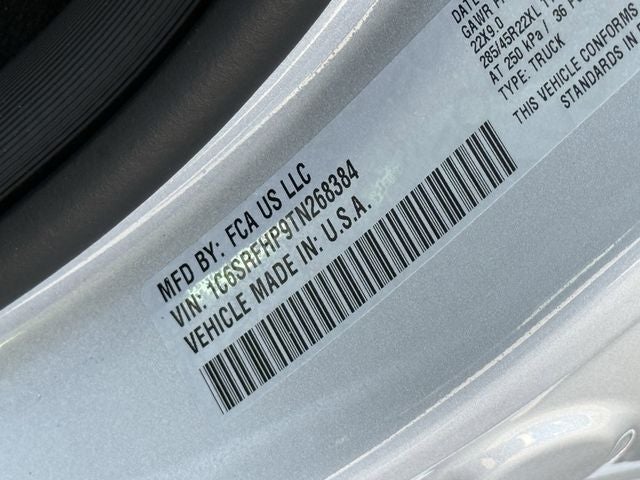 MFD BY: FCA US LLC
VIN: 1C6SRFHP9TN268384
VEHICLE MADE IN: U.S.A.
DATE
GAWR
22X9.0
285/45R22XL
AT 250 kPa 36
TYPE: TRUCK
THIS VEHICLE CONFORMS
STANDARDS IN